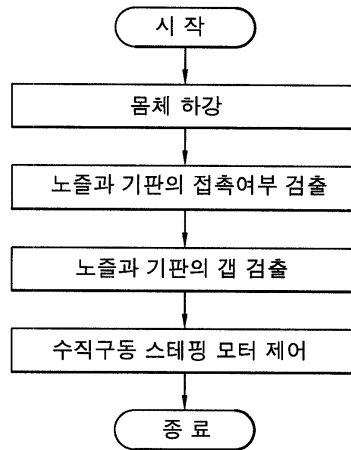 시 작
몸체 하강
노즐과 기판의 접촉여부 검출
노즐과 기판의 갭 검출
수직구동 스테핑 모터 제어
종 료